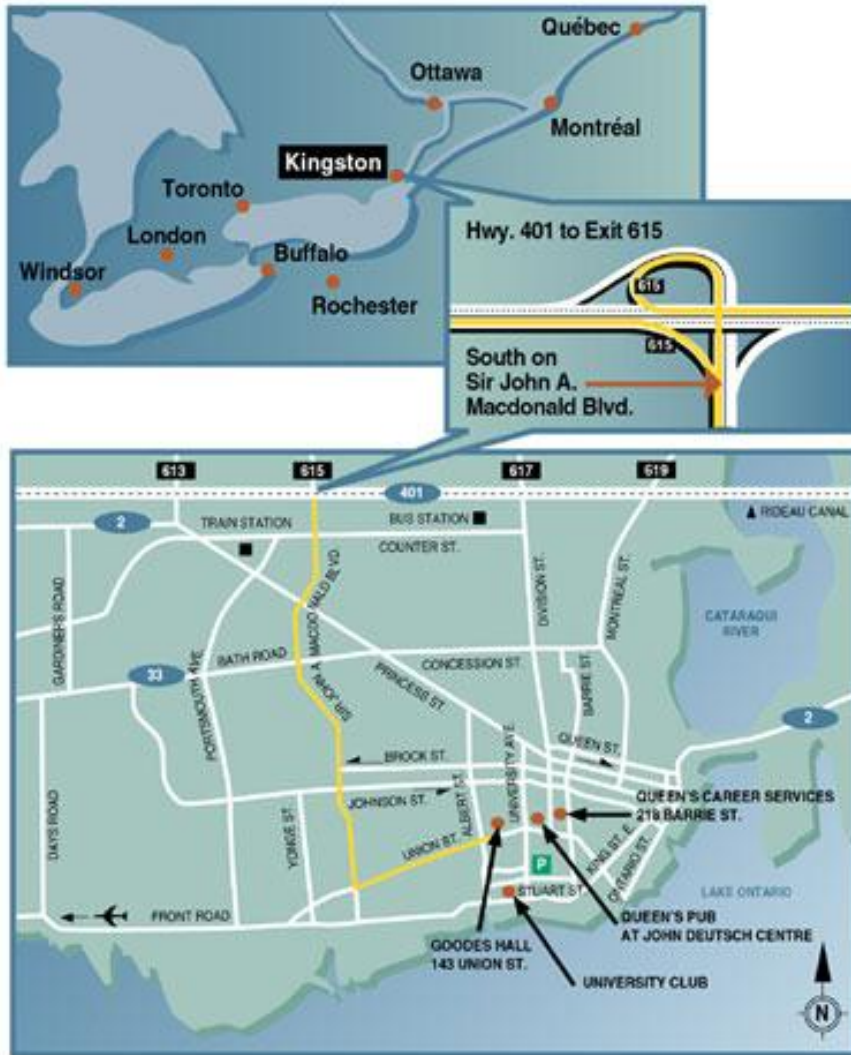 Québec
Ottawa
Montréal
Kingston
Toronto
London
Buffalo
Windsor
Rochester
Hwy. 401 to Exit 615
615
615
South on
Sir John A.
Macdonald Blvd.
613
615
617
619
401
2
TRAIN STATION
BUS STATION
RIDEAU CANAL
COUNTER ST.
GARDINER'S ROAD
SIR JOHN A. MACDONALD BLVD.
DIVISION ST.
MONTREAL ST.
CATARAQUI
RIVER
PORTSMOUTH AVE
BATH ROAD
CONCESSION ST.
33
PRINCESS ST.
BARRIE ST.
2
QUEEN ST.
BROCK ST.
UNIVERSITY AVE.
JOHNSON ST.
ALBERT ST.
QUEEN'S CAREER SERVICES
218 BARRIE ST.
DAYS ROAD
YONGE ST.
UNION ST.
P
KING ST. E.
ONTARIO ST.
STUART ST.
LAKE ONTARIO
FRONT ROAD
QUEEN'S PUB
AT JOHN DEUTSCH CENTRE
GOODES HALL
143 UNION ST.
UNIVERSITY CLUB
N